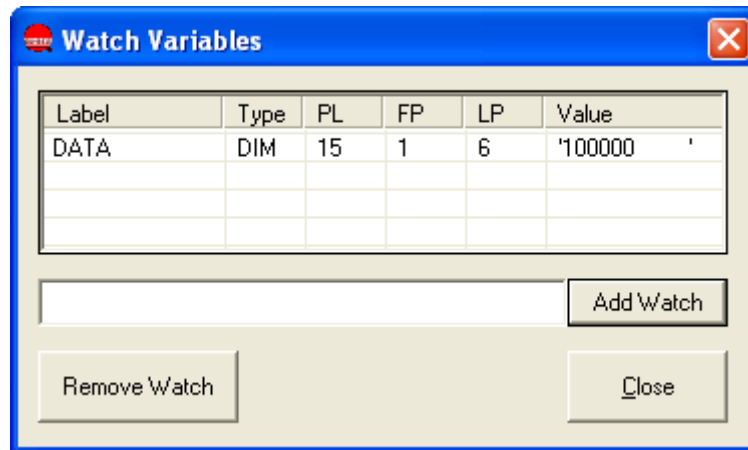 Watch Variables
Label Type PL FP LP Value
DATA DIM 15 1 6 '100000         '
Add Watch
Remove Watch Close